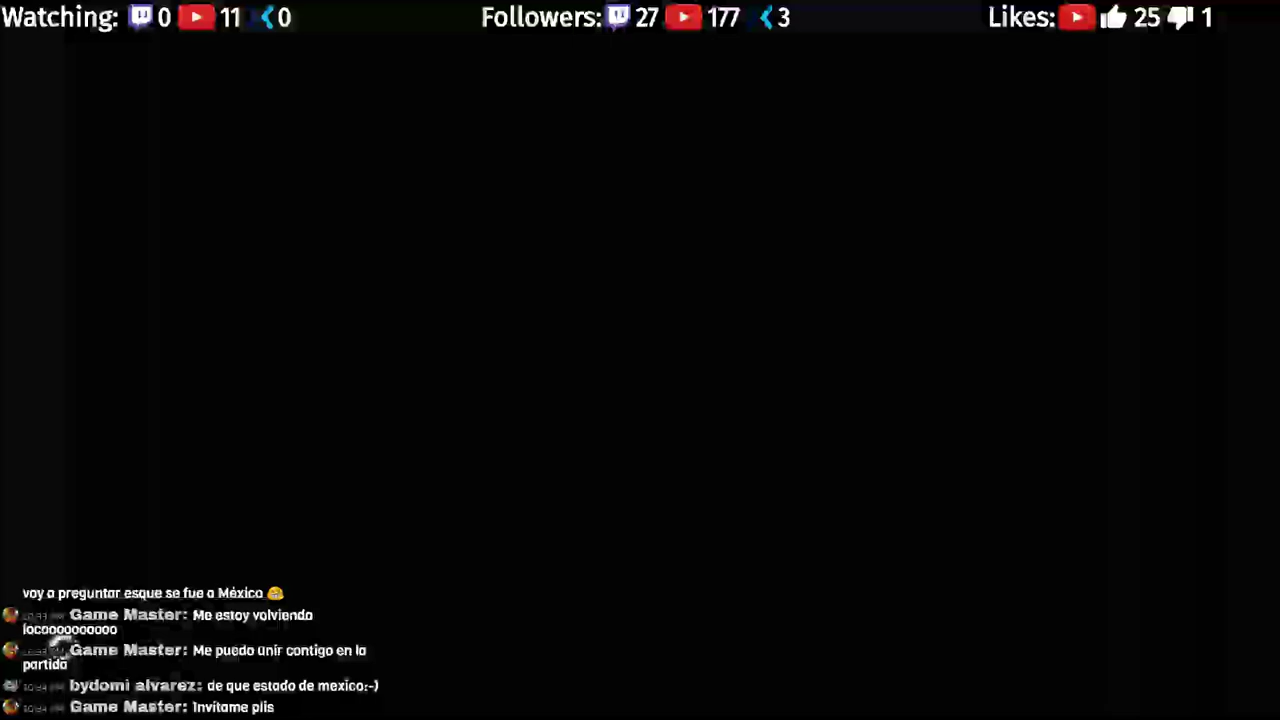 Watching: 0 11 0 Followers: 27 177 3 Likes: 25 1
voy a preguntar esque se fue a México
Game Master: Me estoy volviendo
locoooooooooo
Game Master: Me puedo unir contigo en la
partida
bydomi alvarez: de que estado de mexico:-)
Game Master: Invitame plis